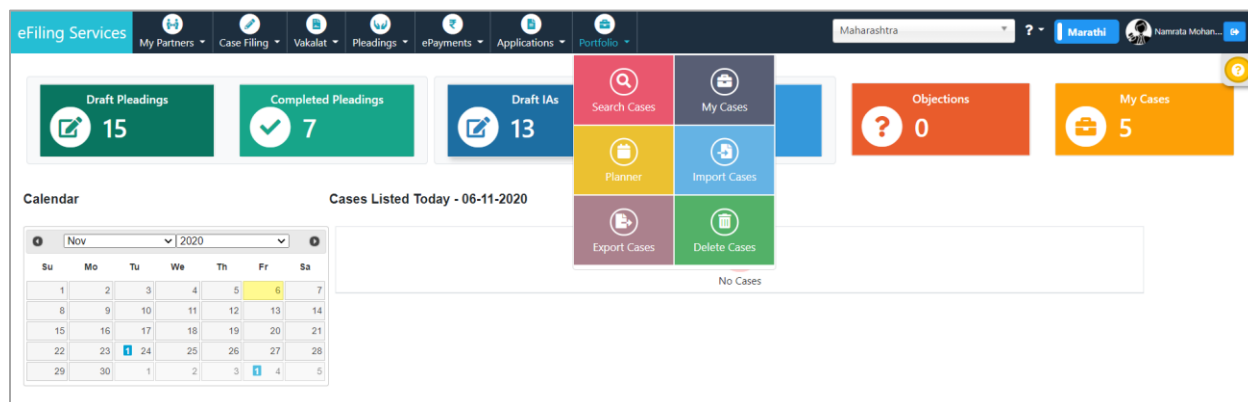 eFiling Services
My Partners
Case Filing
Vakalat
Pleadings
ePayments
Applications
Portfolio
Maharashtra
?
Marathi
Namrata Mohan...
Search Cases
My Cases
Planner
Import Cases
Export Cases
Delete Cases
Draft Pleadings
15
Completed Pleadings
7
Draft IAs
13
Objections
0
My Cases
5
Calendar
Cases Listed Today - 06-11-2020
Nov 2020
Su Mo Tu We Th Fr Sa
1 2 3 4 5 6 7
8 9 10 11 12 13 14
15 16 17 18 19 20 21
22 23 1 24 25 26 27 28
29 30 1 2 3 1 4 5
No Cases